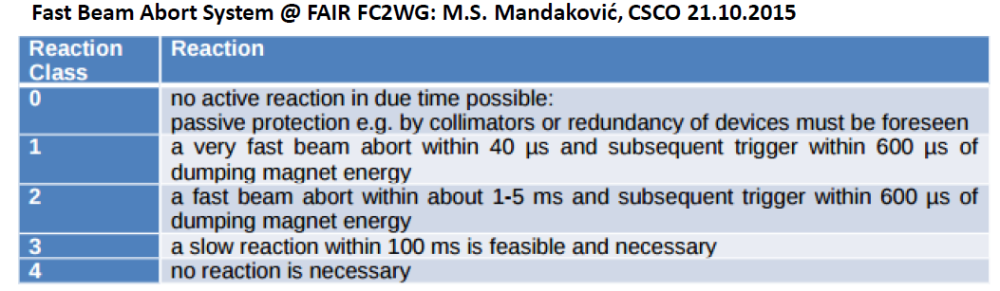 Fast Beam Abort System @ FAIR FC2WG: M.S. Mandaković, CSCO 21.10.2015
Reaction Class
Reaction
0
no active reaction in due time possible:
passive protection e.g. by collimators or redundancy of devices must be foreseen
1
a very fast beam abort within 40 µs and subsequent trigger within 600 µs of
dumping magnet energy
2
a fast beam abort within about 1-5 ms and subsequent trigger within 600 µs of
dumping magnet energy
3
a slow reaction within 100 ms is feasible and necessary
4
no reaction is necessary